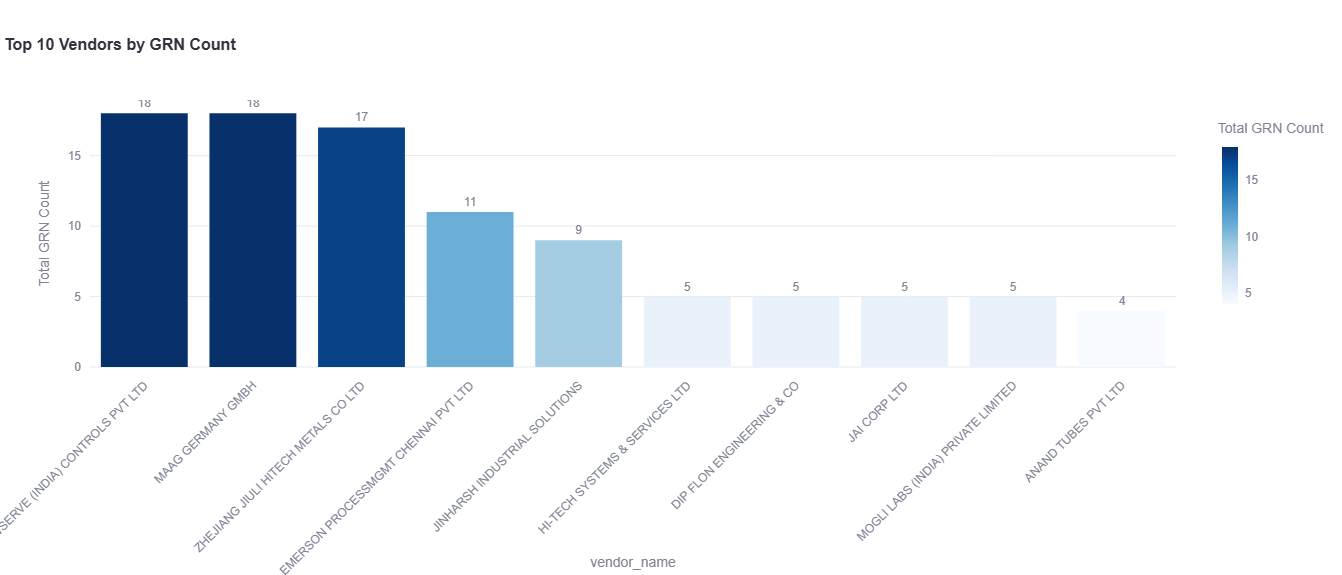 Top 10 Vendors by GRN Count
18
18
17
11
9
5
5
5
5
4
Total GRN Count
15
10
5
0
Total GRN Count
15
10
5
(INDIA) CONTROLS PVT LTD
MAAG GERMANY GMBH
ZHEJIANG JIULI HITECH METALS CO LTD
EMERSON PROCESSMGMT CHENNAI PVT LTD
JINHARSH INDUSTRIAL SOLUTIONS
HI-TECH SYSTEMS & SERVICES LTD
DIP FLON ENGINEERING & CO
JAI CORP LTD
MOGLI LABS (INDIA) PRIVATE LIMITED
ANAND TUBES PVT LTD
vendor_name